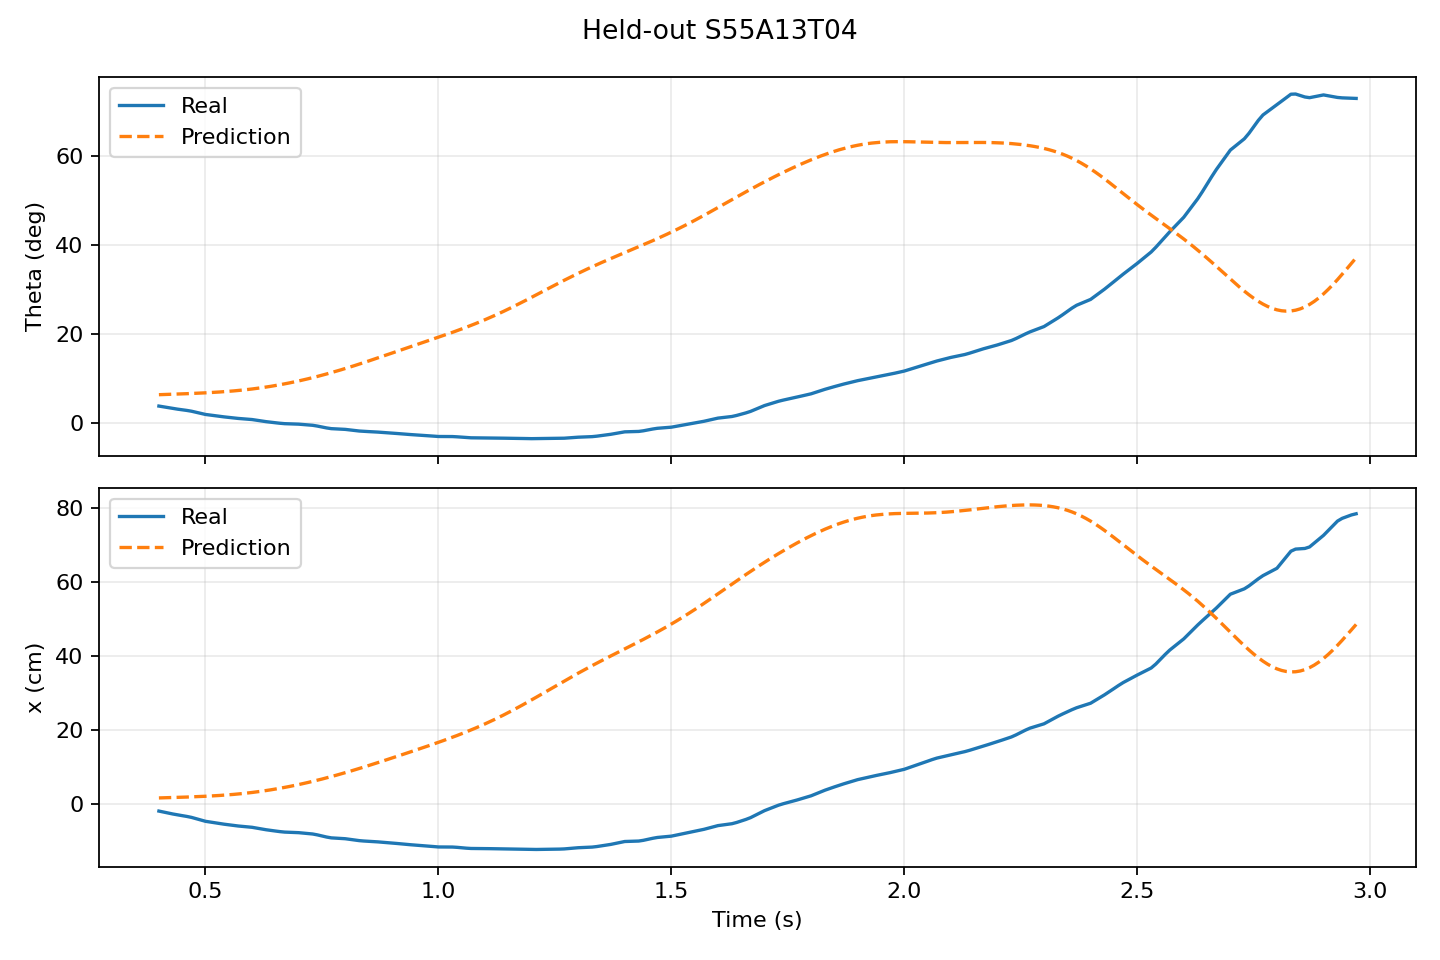 Held-out S55A13T04
Real
Prediction
Theta (deg)
60
40
20
0
Real
Prediction
x (cm)
80
60
40
20
0
0.5 1.0 1.5 2.0 2.5 3.0
Time (s)